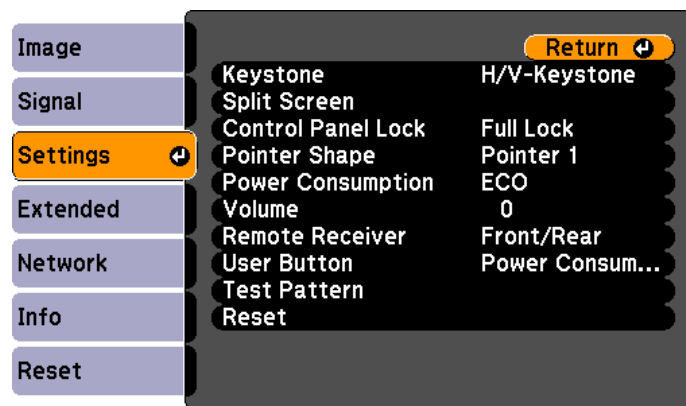 Image
Signal
Settings
Extended
Network
Info
Reset
Return
Keystone H/V-Keystone
Split Screen
Control Panel Lock Full Lock
Pointer Shape Pointer 1
Power Consumption ECO
Volume 0
Remote Receiver Front/Rear
User Button Power Consum...
Test Pattern
Reset